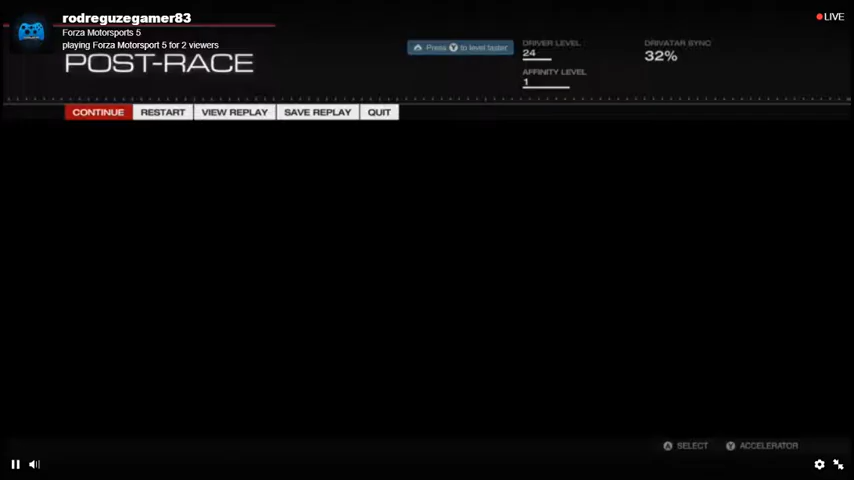 rodreguzegamer83
LIVE
Forza Motorsports 5
playing Forza Motorsport 5 for 2 viewers
POST-RACE
Press Y to level faster
DRIVER LEVEL
24
AFFINITY LEVEL
1
DRIVATAR SYNC
32%
CONTINUE
RESTART
VIEW REPLAY
SAVE REPLAY
QUIT
A SELECT
Y ACCELERATOR